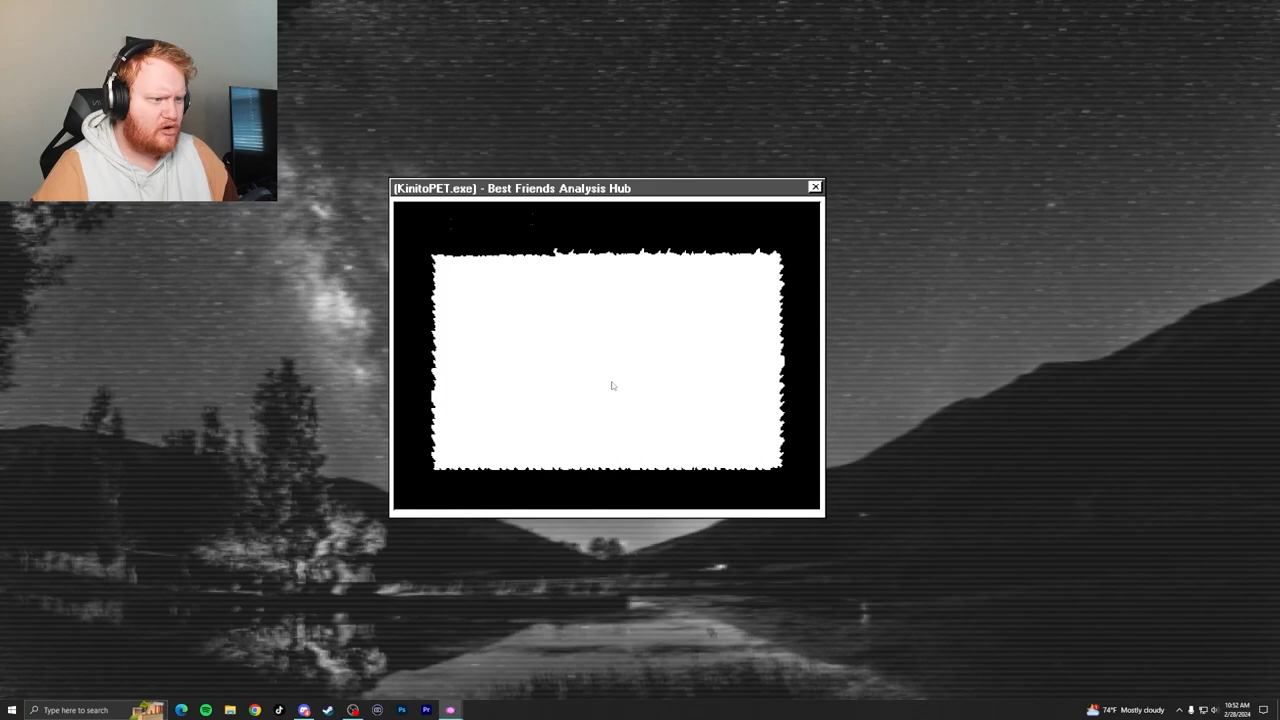 [KinitoPET.exe] - Best Friends Analysis Hub
Type here to search
74°F Mostly cloudy
10:52 AM
2/28/2024